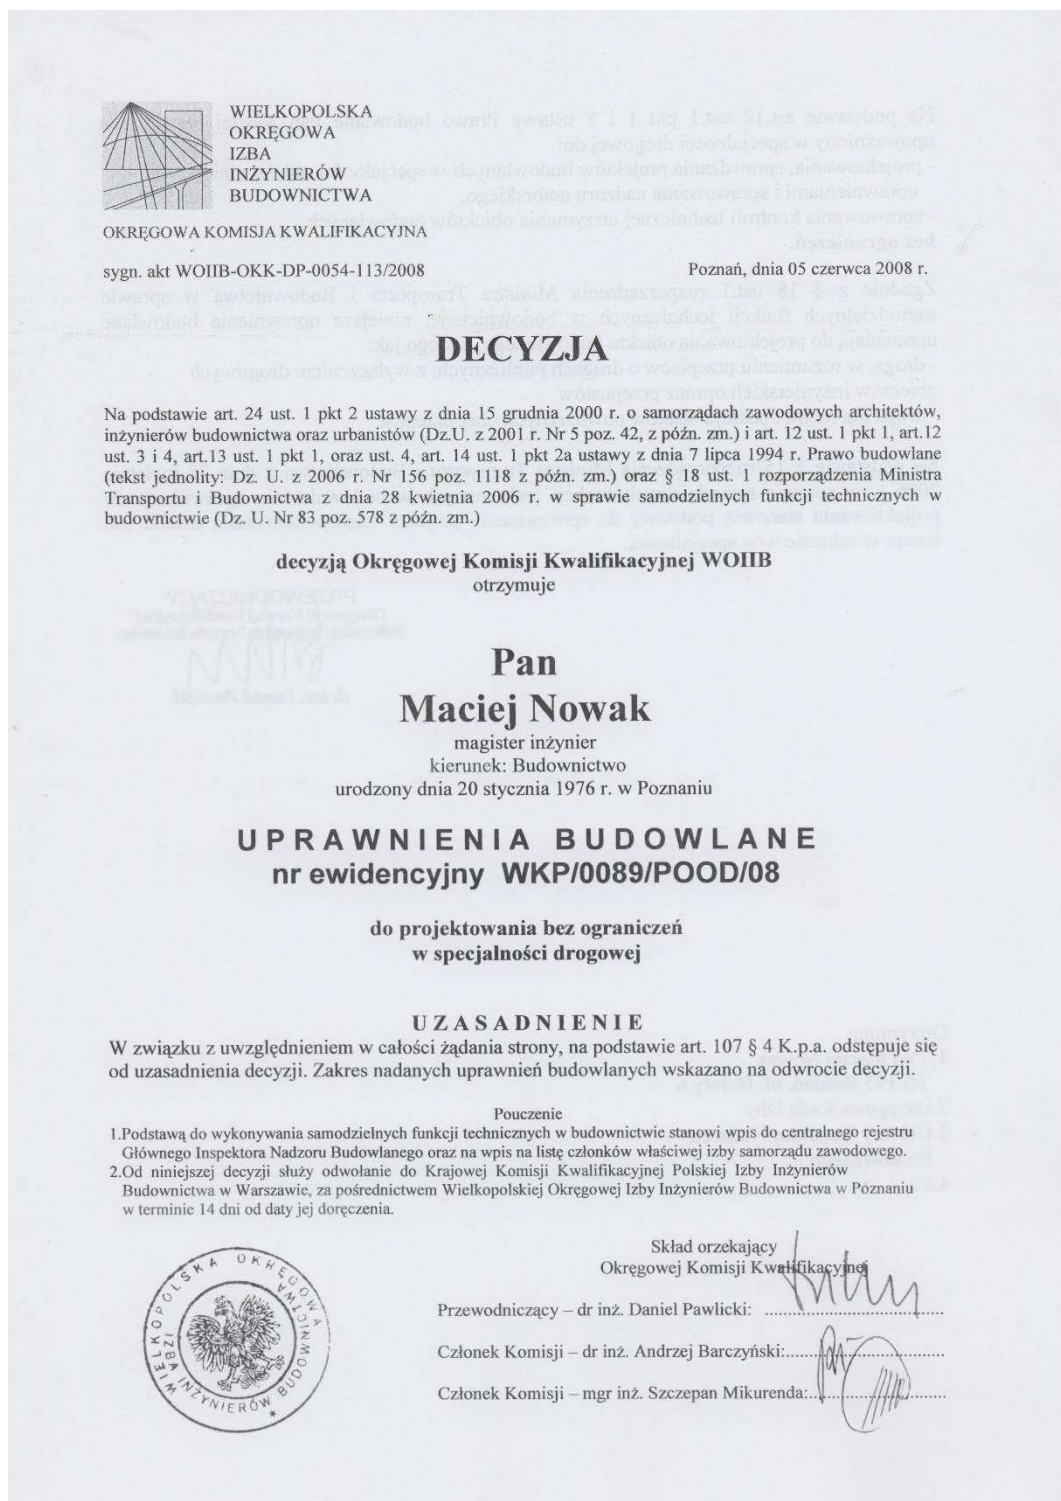 WIELKOPOLSKA
OKRĘGOWA
IZBA
INŻYNIERÓW
BUDOWNICTWA
OKRĘGOWA KOMISJA KWALIFIKACYJNA
sygn. akt WOIIB-OKK-DP-0054-113/2008
Poznań, dnia 05 czerwca 2008 r.
DECYZJA
Na podstawie art. 24 ust. 1 pkt 2 ustawy z dnia 15 grudnia 2000 r. o samorządach zawodowych architektów,
inżynierów budownictwa oraz urbanistów (Dz.U. z 2001 r. Nr 5 poz. 42, z późn. zm.) i art. 12 ust. 1 pkt 1, art.12
ust. 3 i 4, art.13 ust. 1 pkt 1, oraz ust. 4, art. 14 ust. 1 pkt 2a ustawy z dnia 7 lipca 1994 r. Prawo budowlane
(tekst jednolity: Dz. U. z 2006 r. Nr 156 poz. 1118 z późn. zm.) oraz § 18 ust. 1 rozporządzenia Ministra
Transportu i Budownictwa z dnia 28 kwietnia 2006 r. w sprawie samodzielnych funkcji technicznych w
budownictwie (Dz. U. Nr 83 poz. 578 z późn. zm.)
decyzją Okręgowej Komisji Kwalifikacyjnej WOIIB
otrzymuje
Pan
Maciej Nowak
magister inżynier
kierunek: Budownictwo
urodzony dnia 20 stycznia 1976 r. w Poznaniu
UPRAWNIENIA BUDOWLANE
nr ewidencyjny WKP/0089/POOD/08
do projektowania bez ograniczeń
w specjalności drogowej
UZASADNIENIE
W związku z uwzględnieniem w całości żądania strony, na podstawie art. 107 § 4 K.p.a. odstępuje się
od uzasadnienia decyzji. Zakres nadanych uprawnień budowlanych wskazano na odwrocie decyzji.
Pouczenie
1.Podstawą do wykonywania samodzielnych funkcji technicznych w budownictwie stanowi wpis do centralnego rejestru
Głównego Inspektora Nadzoru Budowlanego oraz na wpis na listę członków właściwej izby samorządu zawodowego.
2.Od niniejszej decyzji służy odwołanie do Krajowej Komisji Kwalifikacyjnej Polskiej Izby Inżynierów
Budownictwa w Warszawie, za pośrednictwem Wielkopolskiej Okręgowej Izby Inżynierów Budownictwa w Poznaniu
w terminie 14 dni od daty jej doręczenia.
Skład orzekający
Okręgowej Komisji Kwalifikacyjnej
Przewodniczący – dr inż. Daniel Pawlicki: ........................................
Członek Komisji – dr inż. Andrzej Barczyński:..................................
Członek Komisji – mgr inż. Szczepan Mikurenda:..............................
WIELKOPOLSKA OKRĘGOWA
IZBA INŻYNIERÓW BUDOWNICTWA